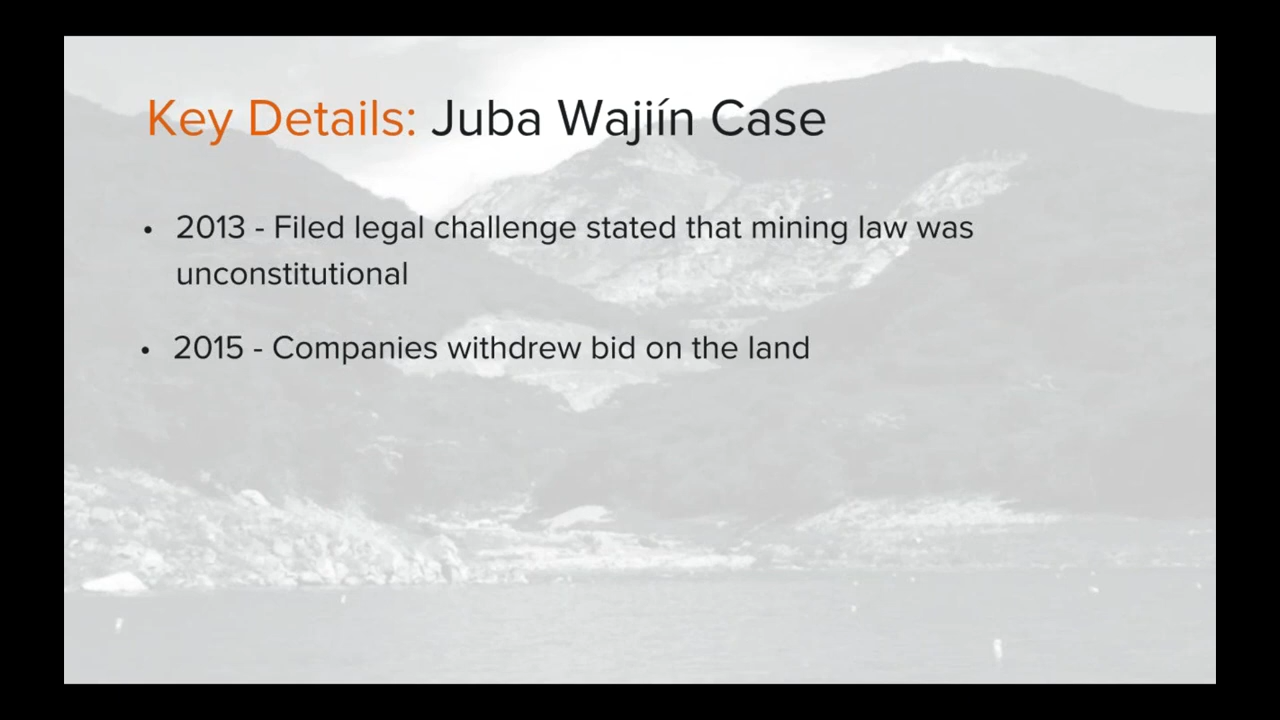 Key Details: Juba Wajiín Case
• 2013 - Filed legal challenge stated that mining law was
unconstitutional
• 2015 - Companies withdrew bid on the land